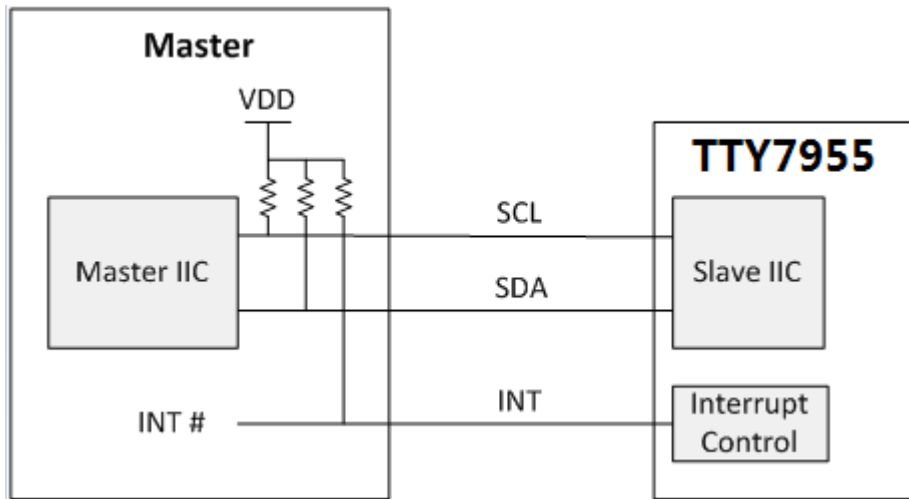 Master
VDD
TTY7955
SCL
Master IIC
Slave IIC
SDA
INT #
INT
Interrupt
Control